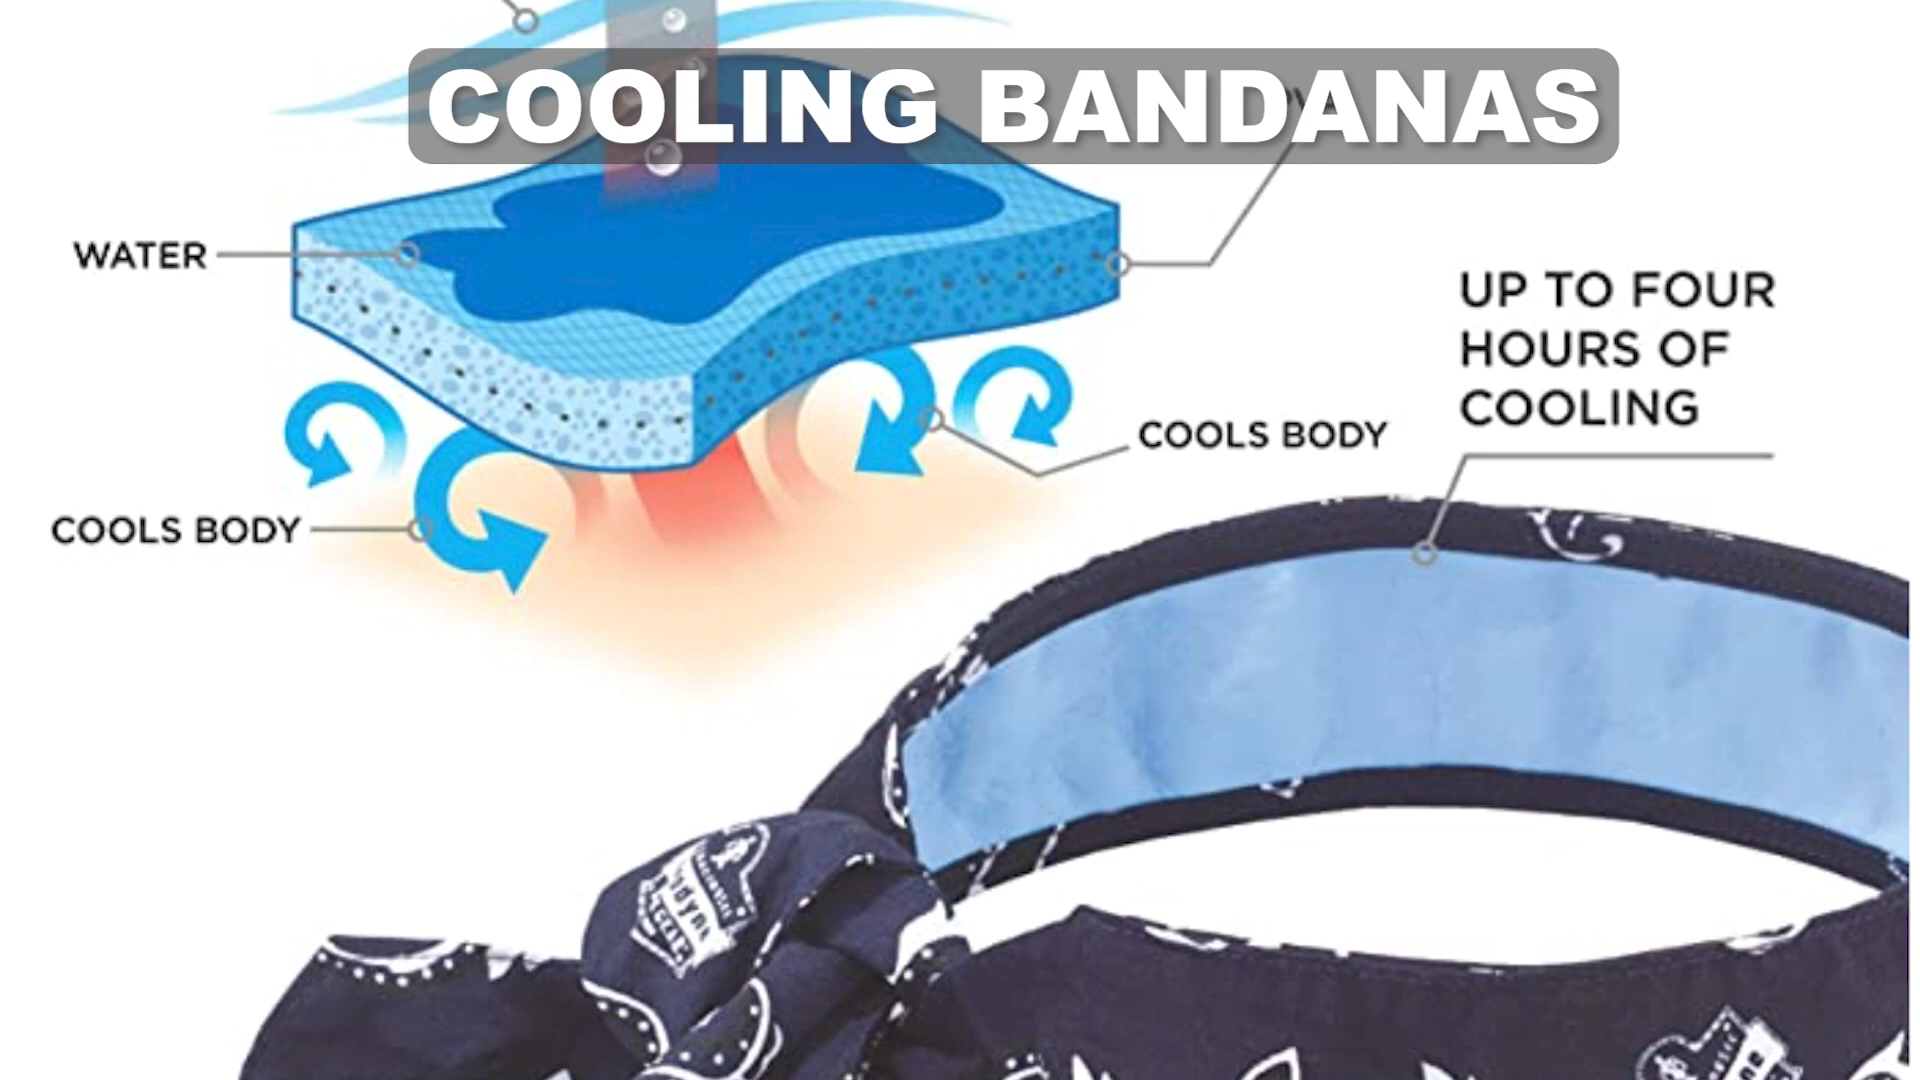 COOLING BANDANAS
WATER
UP TO FOUR
HOURS OF
COOLING
COOLS BODY
COOLS BODY